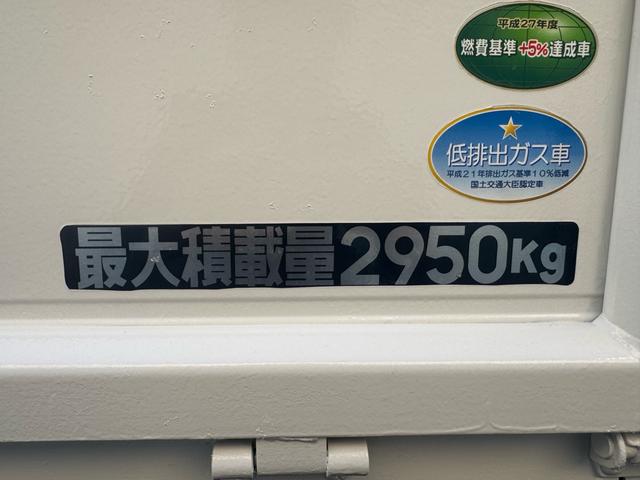 平成27年度
燃費基準+5%達成車
低排出ガス車
平成21年排出ガス基準10%低減
国土交通大臣認定車
最大積載量2950kg